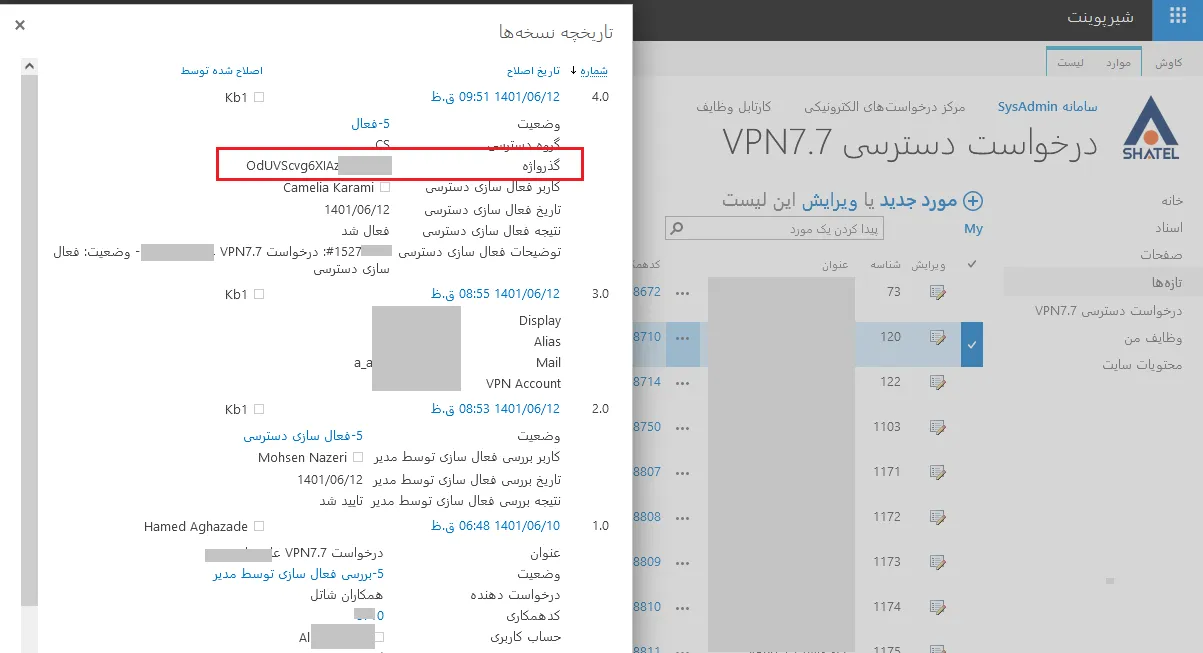 شیرپوینت
کاوش
موارد
لیست
SHATEL
سامانه SysAdmin
مرکز درخواست‌های الکترونیکی
کارتابل وظایف
درخواست دسترسی VPN7.7
خانه
اسناد
صفحات
تازه‌ها
درخواست دسترسی VPN7.7
وظایف من
محتویات سایت
مورد جدید یا ویرایش این لیست
My
پیدا کردن یک مورد
ویرایش شناسه عنوان کدهمک
73 8672
120 8710
122 8714
1103 8750
1171 8807
1172 8808
1173 8809
1174 8810
1175 8811
تاریخچه نسخه‌ها
شماره تاریخ اصلاح اصلاح شده توسط
4.0 1401/06/12 09:51 ق.ظ Kb1
وضعیت 5-فعال
گروه دسترسی CS
گذرواژه OdUVScvg6XIAz
کاربر فعال سازی دسترسی Camelia Karami
تاریخ فعال سازی دسترسی 1401/06/12
نتیجه فعال سازی دسترسی فعال شد
توضیحات فعال سازی دسترسی #1527: درخواست VPN7.7 - وضعیت: فعال
سازی دسترسی
3.0 1401/06/12 08:55 ق.ظ Kb1
Display
Alias
Mail a_a
VPN Account
2.0 1401/06/12 08:53 ق.ظ Kb1
وضعیت 5-فعال سازی دسترسی
کاربر بررسی فعال سازی توسط مدیر Mohsen Nazeri
تاریخ بررسی فعال سازی توسط مدیر 1401/06/12
نتیجه بررسی فعال سازی توسط مدیر تایید شد
1.0 1401/06/10 06:48 ق.ظ Hamed Aghazade
عنوان درخواست VPN7.7
وضعیت 5-بررسی فعال سازی توسط مدیر
درخواست دهنده همکاران شاتل
کدهمکاری
حساب کاربری Al